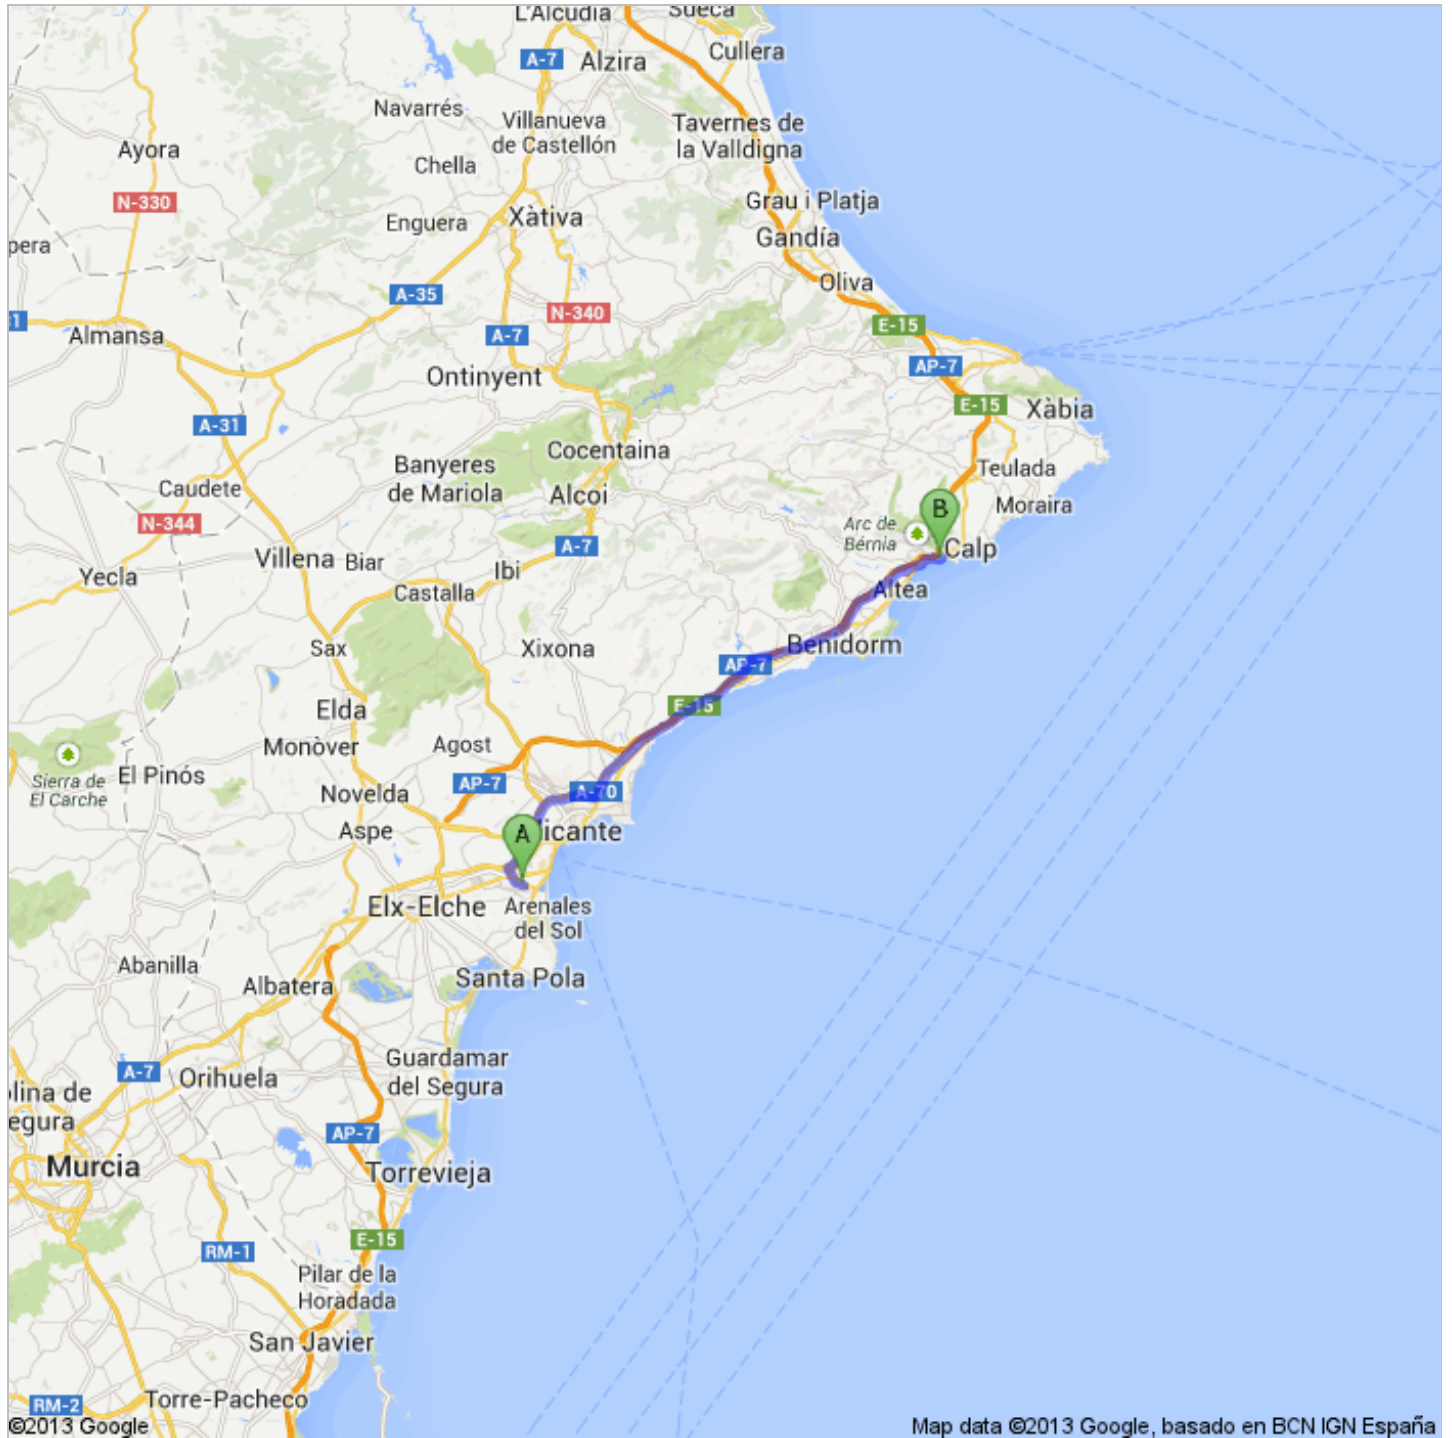 L'Alcudia
Sueca
Cullera
A-7
Alzira
Navarrés
Villanueva
de Castellón
Tavernes de
la Valldigna
Ayora
Chella
N-330
Grau i Platja
Enguera
Xàtiva
Gandía
pera
Oliva
A-35
N-340
E-15
Almansa
A-7
AP-7
Ontinyent
E-15
Xàbia
A-31
Cocentaina
Banyeres
de Mariola
Teulada
Caudete
Alcoi
Moraira
N-344
B
Arc de
Bèrnia
A-7
Calp
Villena
Biar
Ibi
Yecla
Castalla
Altea
Sax
Xixona
Benidorm
AP-7
Elda
E-15
Monòver
Agost
Sierra de
El Carche
El Pinós
AP-7
Novelda
A-70
Aspe
A
licante
Elx-Elche
Arenales
del Sol
Abanilla
Albatera
Santa Pola
Guardamar
del Segura
A-7
Orihuela
lina de
egura
AP-7
Murcia
Torrevieja
E-15
RM-1
Pilar de la
Horadada
San Javier
Torre-Pacheco
RM-2
©2013 Google
Map data ©2013 Google, basado en BCN IGN España